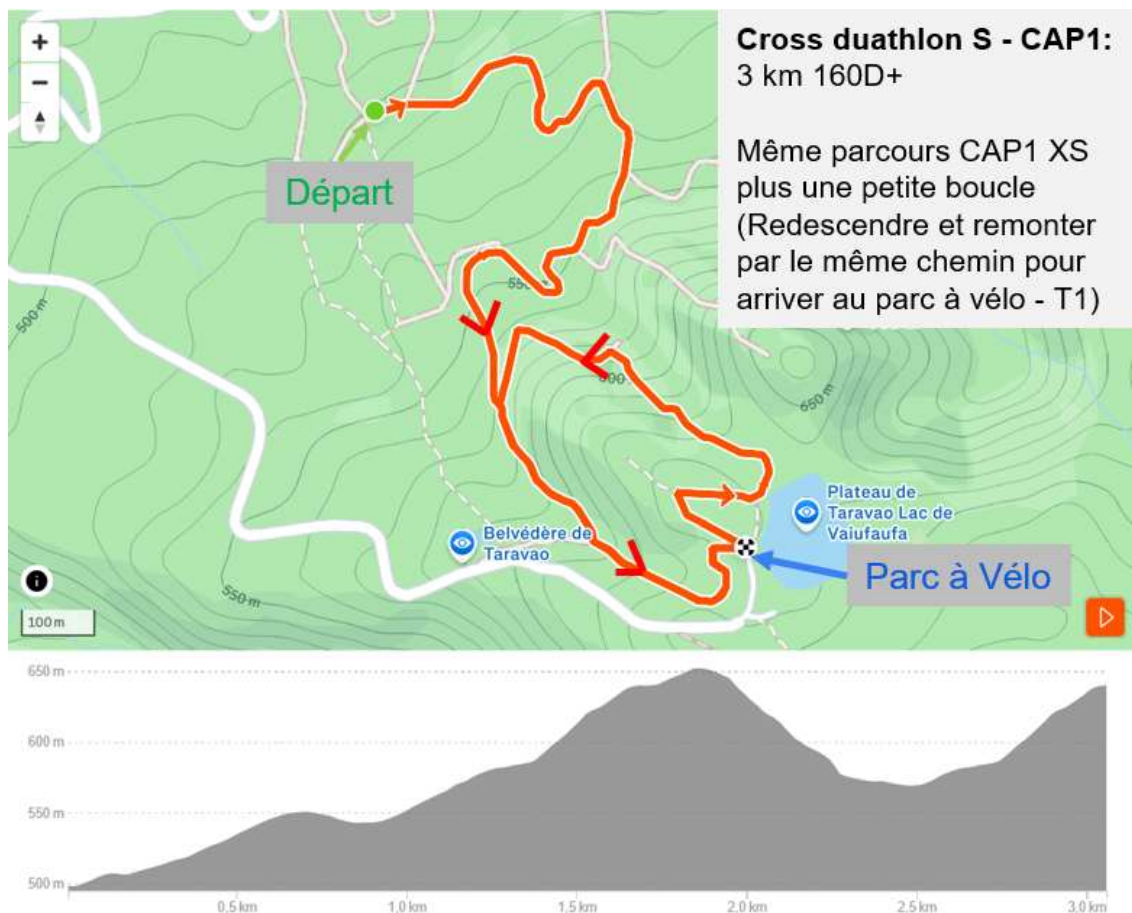 Cross duathlon S - CAP1:
3 km 160D+
Même parcours CAP1 XS
plus une petite boucle
(Redescendre et remonter
par le même chemin pour
arriver au parc à vélo - T1)
Départ
500 m
600
650 m
Plateau de
Taravao Lac de
Vaiufaufa
Belvédère de
Taravao
Parc à Vélo
550 m
100 m
650 m
600 m
550 m
500 m
0,5 km
1,0 km
1,5 km
2,0 km
2,5 km
3,0 km